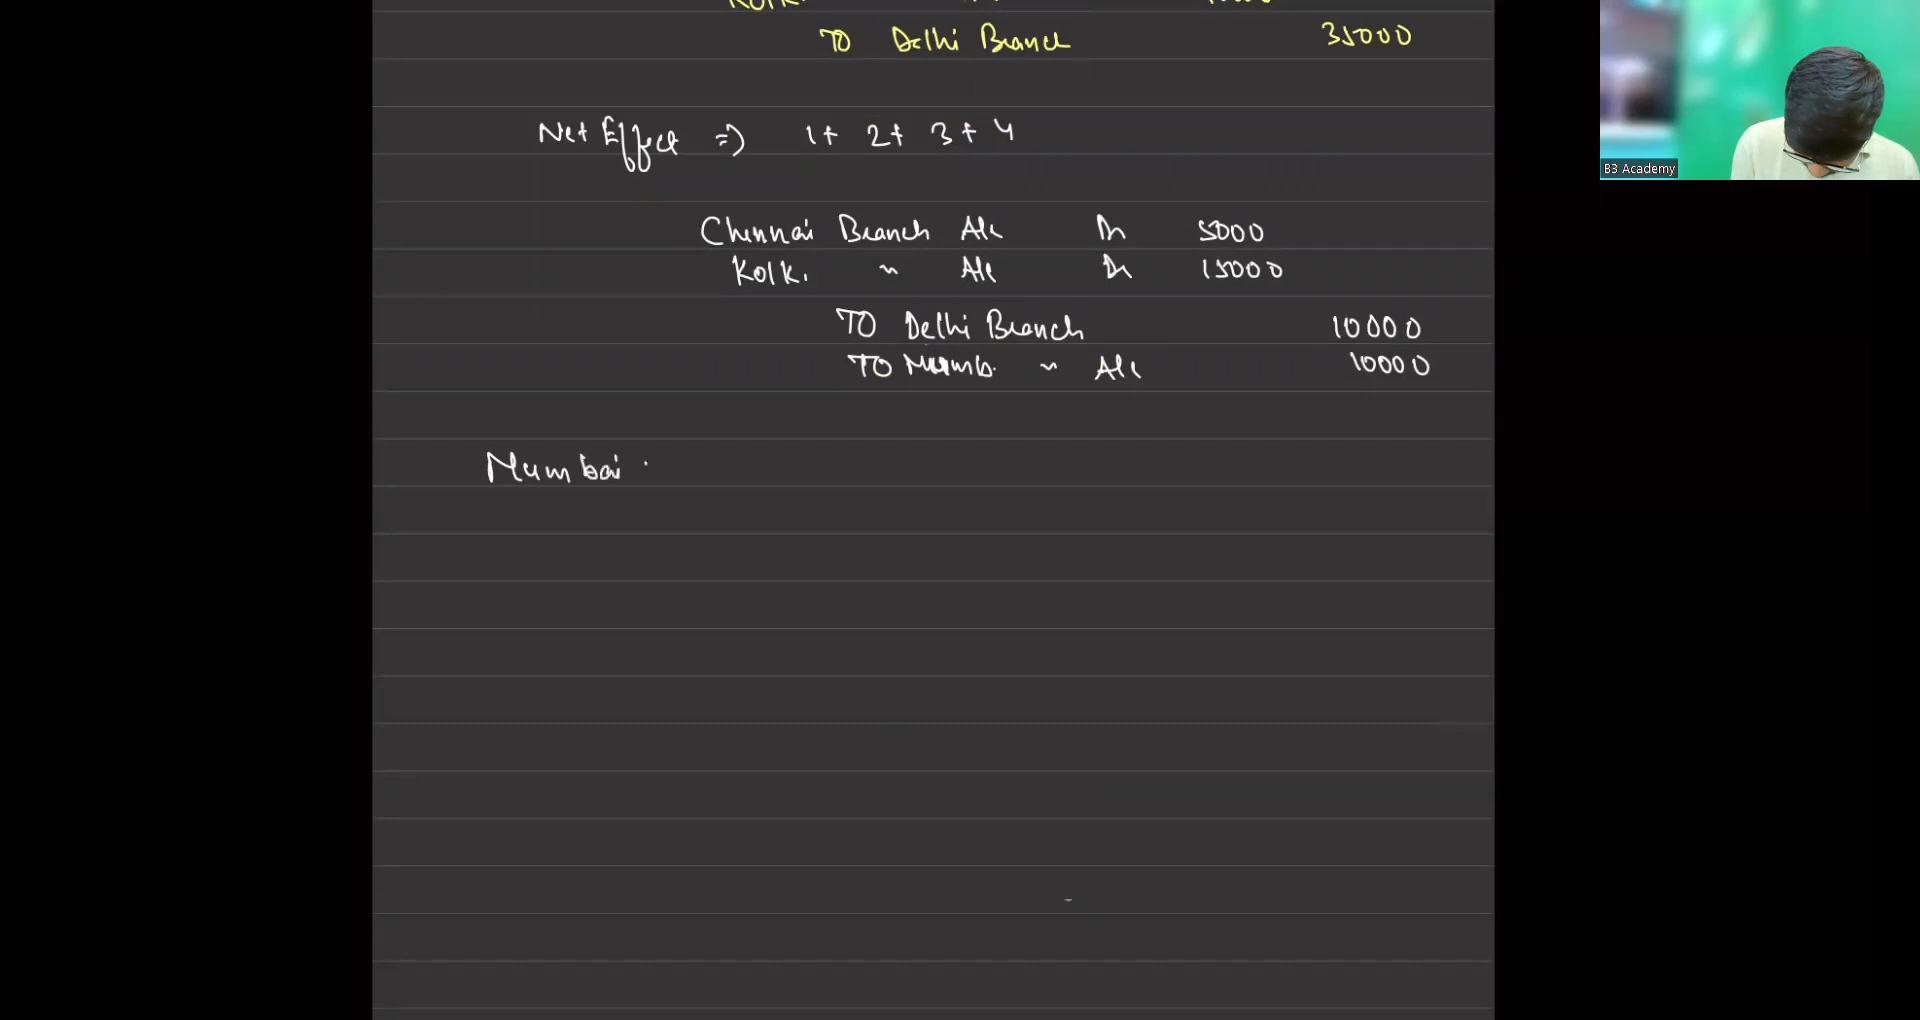 To Delhi Branch 35000
Net Effect => 1+ 2+ 3+ 4
Chennai Branch A/c Dr 5000
Kolk. " A/c Dr 15000
To Delhi Branch 10000
To Mumb. " A/c 10000
Mumbai
B3 Academy